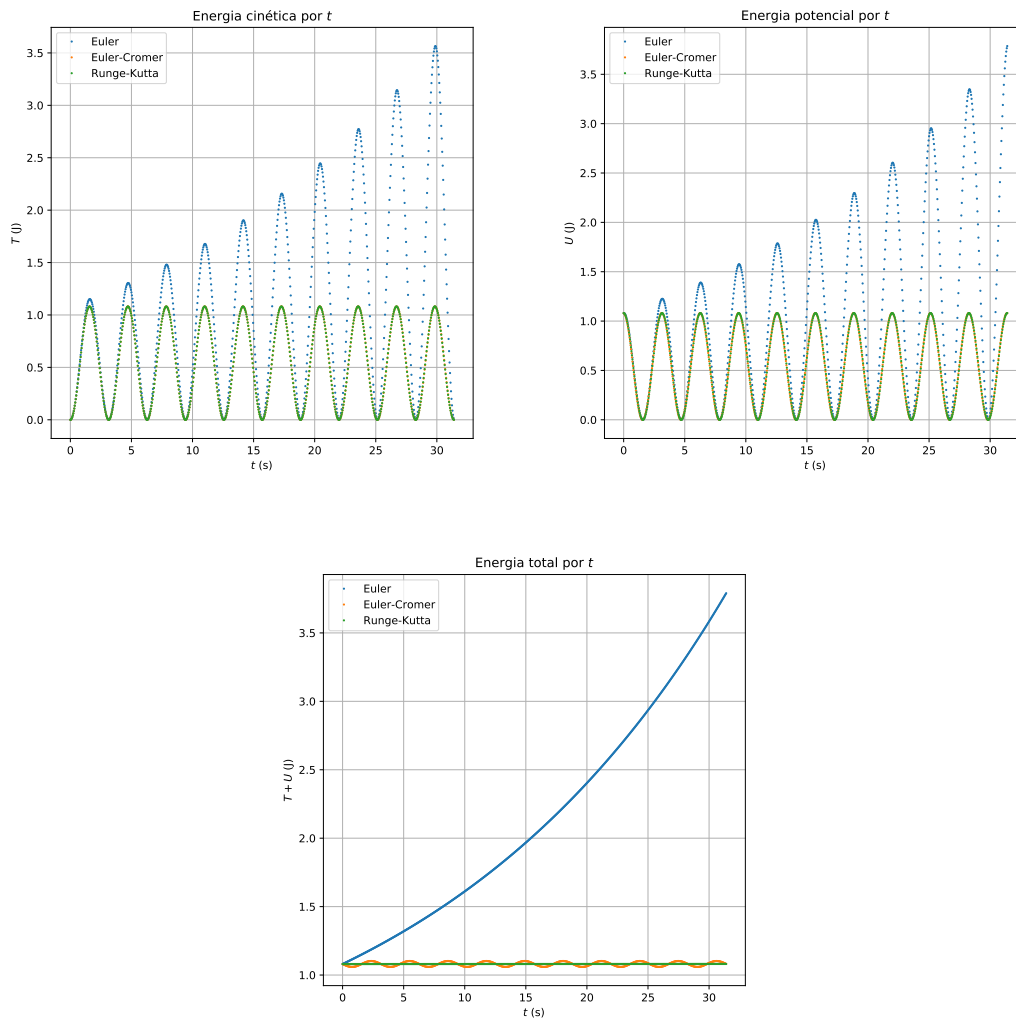 Energia cinética por t
Euler
Euler-Cromer
Runge-Kutta
3.5
3.0
2.5
2.0
1.5
1.0
0.5
0.0
T (J)
0 5 10 15 20 25 30
t (s)
Energia potencial por t
Euler
Euler-Cromer
Runge-Kutta
3.5
3.0
2.5
2.0
1.5
1.0
0.5
0.0
U (J)
0 5 10 15 20 25 30
t (s)
Energia total por t
Euler
Euler-Cromer
Runge-Kutta
3.5
3.0
2.5
2.0
1.5
1.0
T + U (J)
0 5 10 15 20 25 30
t (s)